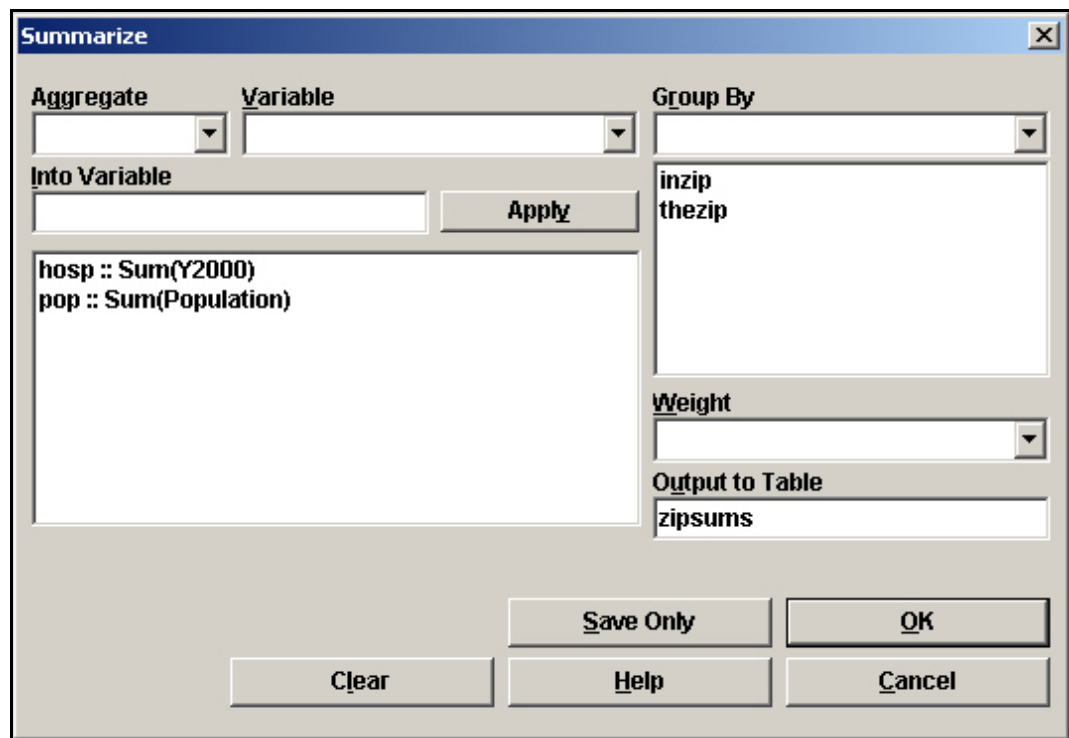 Summarize
Aggregate
Variable
Group By
Into Variable
Apply
inzip
thezip
hosp :: Sum(Y2000)
pop :: Sum(Population)
Weight
Output to Table
zipsums
Save Only
OK
Clear
Help
Cancel